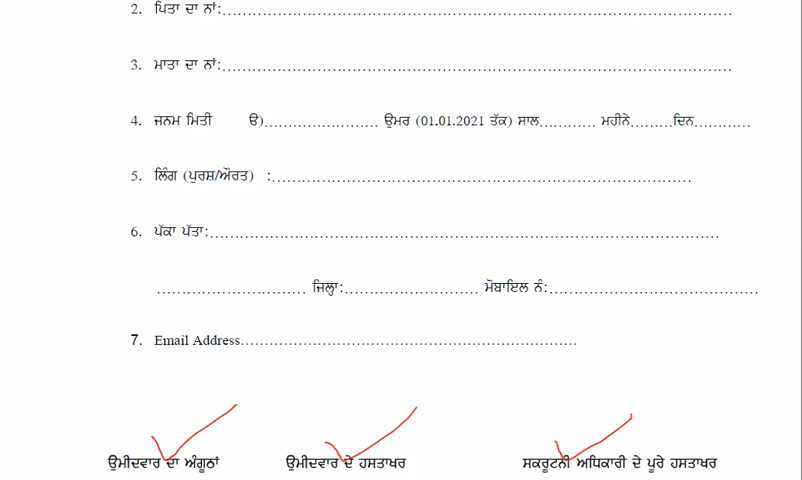 2. ਪਿਤਾ ਦਾ ਨਾਂ:................................................................................................
3. ਮਾਤਾ ਦਾ ਨਾਂ:................................................................................................
4. ਜਨਮ ਮਿਤੀ ੳ)...................... ਉਮਰ (01.01.2021 ਤੱਕ) ਸਾਲ........... ਮਹੀਨੇ........ਦਿਨ...........
5. ਲਿੰਗ (ਪੁਰਸ਼/ਔਰਤ) :................................................................................
6. ਪੱਕਾ ਪੱਤਾ:................................................................................................
............................. ਜਿਲ੍ਹਾ:.......................... ਮੋਬਾਇਲ ਨੰ:........................................
7. Email Address.................................................................
ਉਮੀਦਵਾਰ ਦਾ ਅੰਗੂਠਾਂ ਉਮੀਦਵਾਰ ਦੇ ਹਸਤਾਖਰ ਸਕਰੂਟਨੀ ਅਧਿਕਾਰੀ ਦੇ ਪੂਰੇ ਹਸਤਾਖਰ